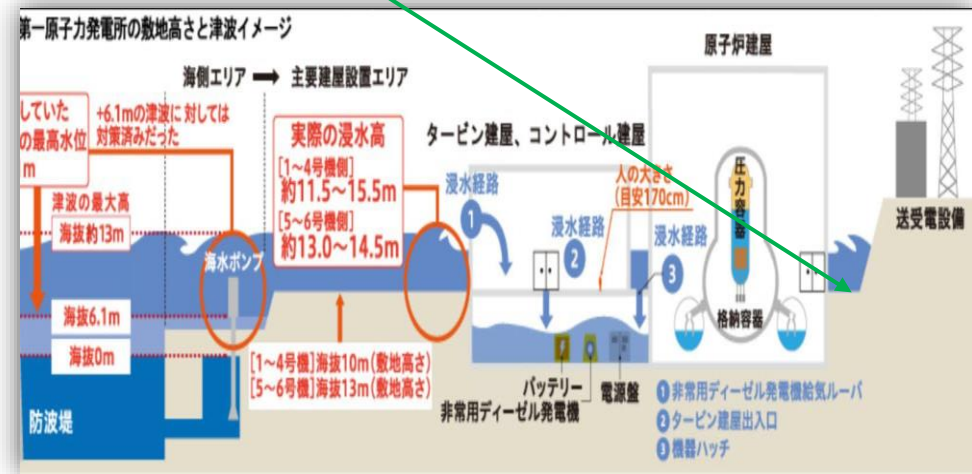 第一原子力発電所の敷地高さと津波イメージ
海側エリア → 主要建屋設置エリア
していた
の最高水位
m
+6.1mの津波に対しては
対策済みだった
津波の最大高
海抜約13m
海水ポンプ
海抜6.1m
海抜0m
防波堤
実際の浸水高
[1〜4号機側]
約11.5〜15.5m
[5〜6号機側]
約13.0〜14.5m
[1〜4号機]海抜10m(敷地高さ)
[5〜6号機]海抜13m(敷地高さ)
タービン建屋、コントロール建屋
浸水経路
1
浸水経路
2
人の大きさ
(目安170cm)
浸水経路
3
バッテリー
非常用ディーゼル発電機
電源盤
原子炉建屋
圧力容器
格納容器
送受電設備
1 非常用ディーゼル発電機給気ルーバ
2 タービン建屋出入口
3 機器ハッチ